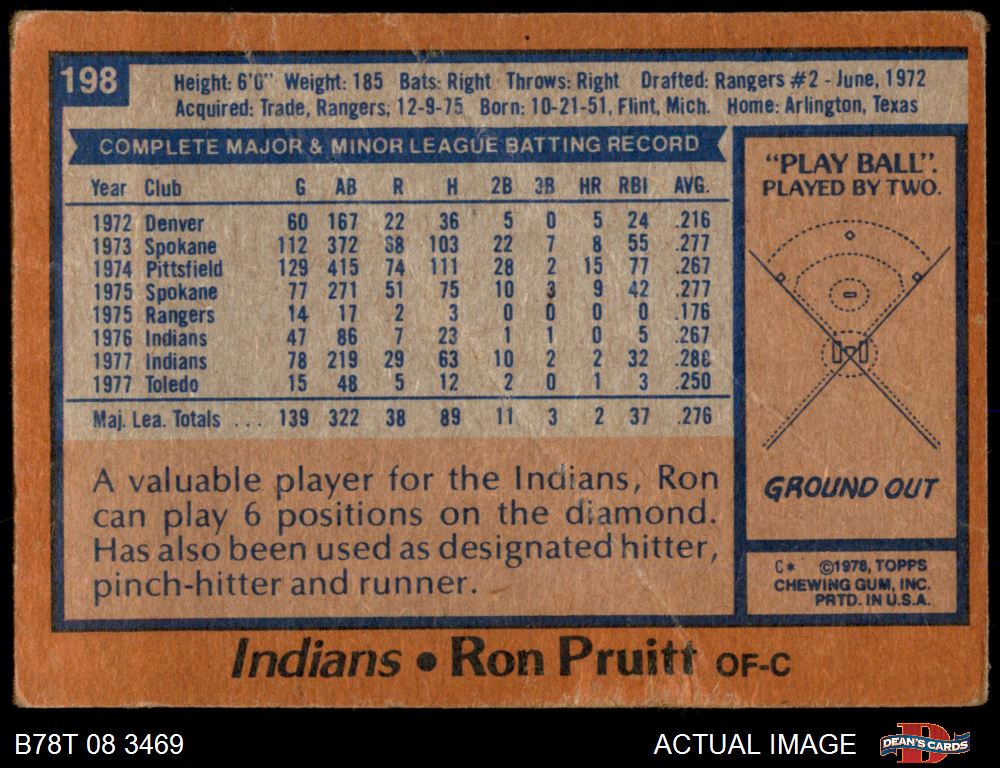 198
Height: 6'0" Weight: 185 Bats: Right Throws: Right Drafted: Rangers #2 - June, 1972
Acquired: Trade, Rangers, 12-9-75 Born: 10-21-51, Flint, Mich. Home: Arlington, Texas
COMPLETE MAJOR & MINOR LEAGUE BATTING RECORD
Year Club G AB R H 2B 3B HR RBI AVG.
1972 Denver 60 167 22 36 5 0 5 24 .216
1973 Spokane 112 372 68 103 22 7 8 55 .277
1974 Pittsfield 129 415 74 111 28 2 15 77 .267
1975 Spokane 77 271 51 75 10 3 9 42 .277
1975 Rangers 14 17 2 3 0 0 0 0 .176
1976 Indians 47 86 7 23 1 1 0 5 .267
1977 Indians 78 219 29 63 10 2 2 32 .288
1977 Toledo 15 48 5 12 2 0 1 3 .250
Maj. Lea. Totals ... 139 322 38 89 11 3 2 37 .276
A valuable player for the Indians, Ron
can play 6 positions on the diamond.
Has also been used as designated hitter,
pinch-hitter and runner.
"PLAY BALL".
PLAYED BY TWO.
GROUND OUT
C* ©1978, TOPPS
CHEWING GUM, INC.
PRTD. IN U.S.A.
Indians • Ron Pruitt OF-C
B78T 08 3469
ACTUAL IMAGE
DEAN'S CARDS